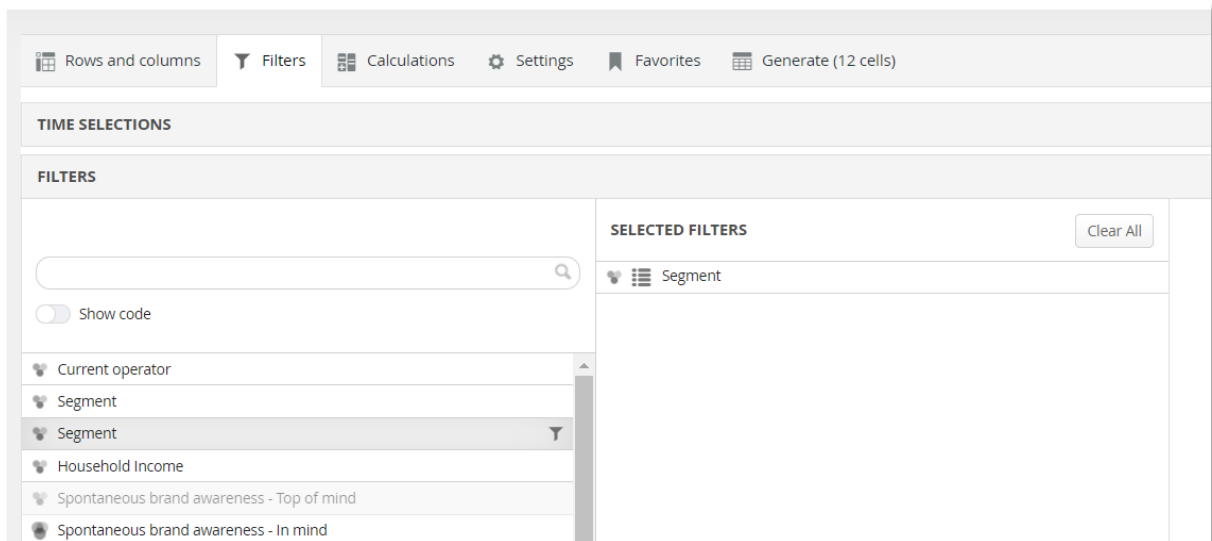 Rows and columns Filters Calculations Settings Favorites Generate (12 cells)
TIME SELECTIONS
FILTERS
SELECTED FILTERS Clear All
Segment
Show code
Current operator
Segment
Segment
Household Income
Spontaneous brand awareness - Top of mind
Spontaneous brand awareness - In mind